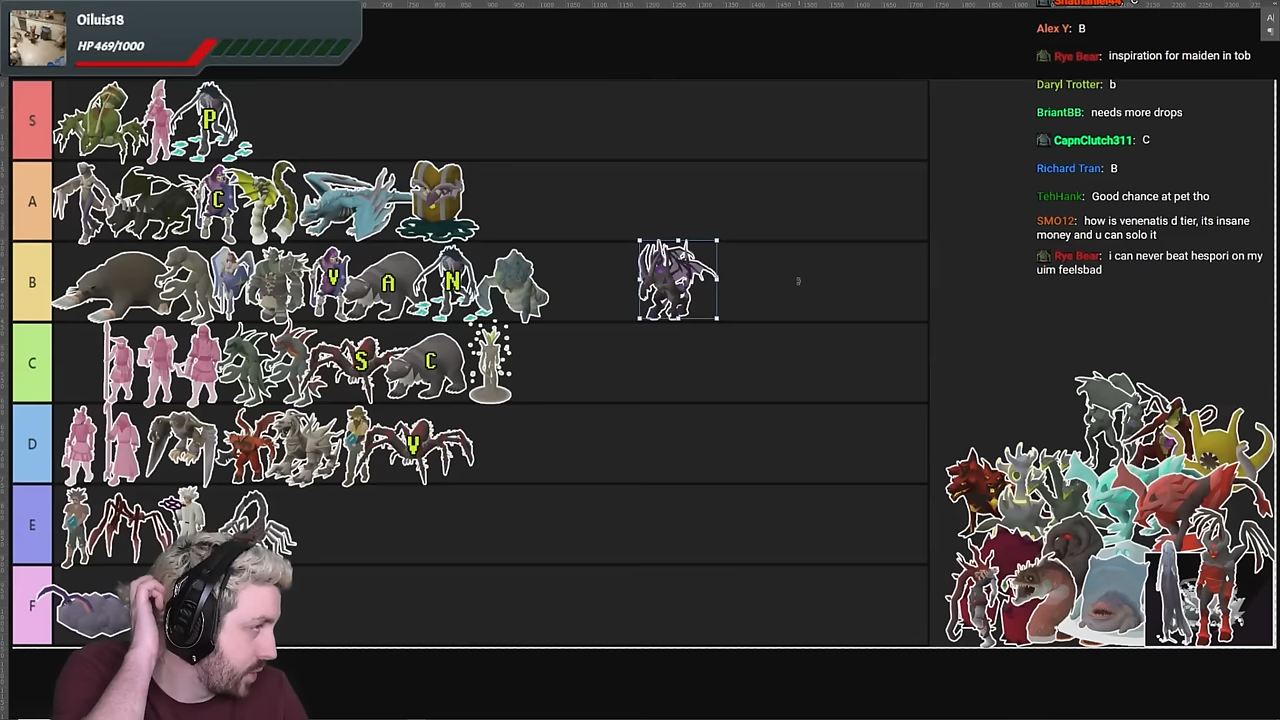 Oiluis18
HP 469/1000
Shathaniel44: C
Alex Y: B
Rye Bear: inspiration for maiden in tob
Daryl Trotter: b
BriantBB: needs more drops
CapnClutch311: C
Richard Tran: B
TehHank: Good chance at pet tho
SMO12: how is venenatis d tier, its insane
money and u can solo it
Rye Bear: i can never beat hespori on my
uim feelsbad
S
P
A
C
B
V
A
N
C
S
C
D
V
E
F